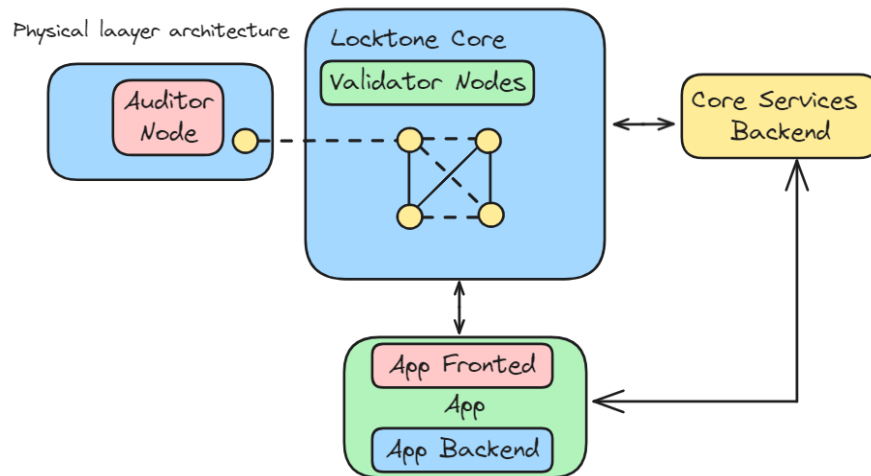 Physical laayer architecture
Locktone Core
Validator Nodes
Auditor
Node
Core Services
Backend
App Fronted
App
App Backend